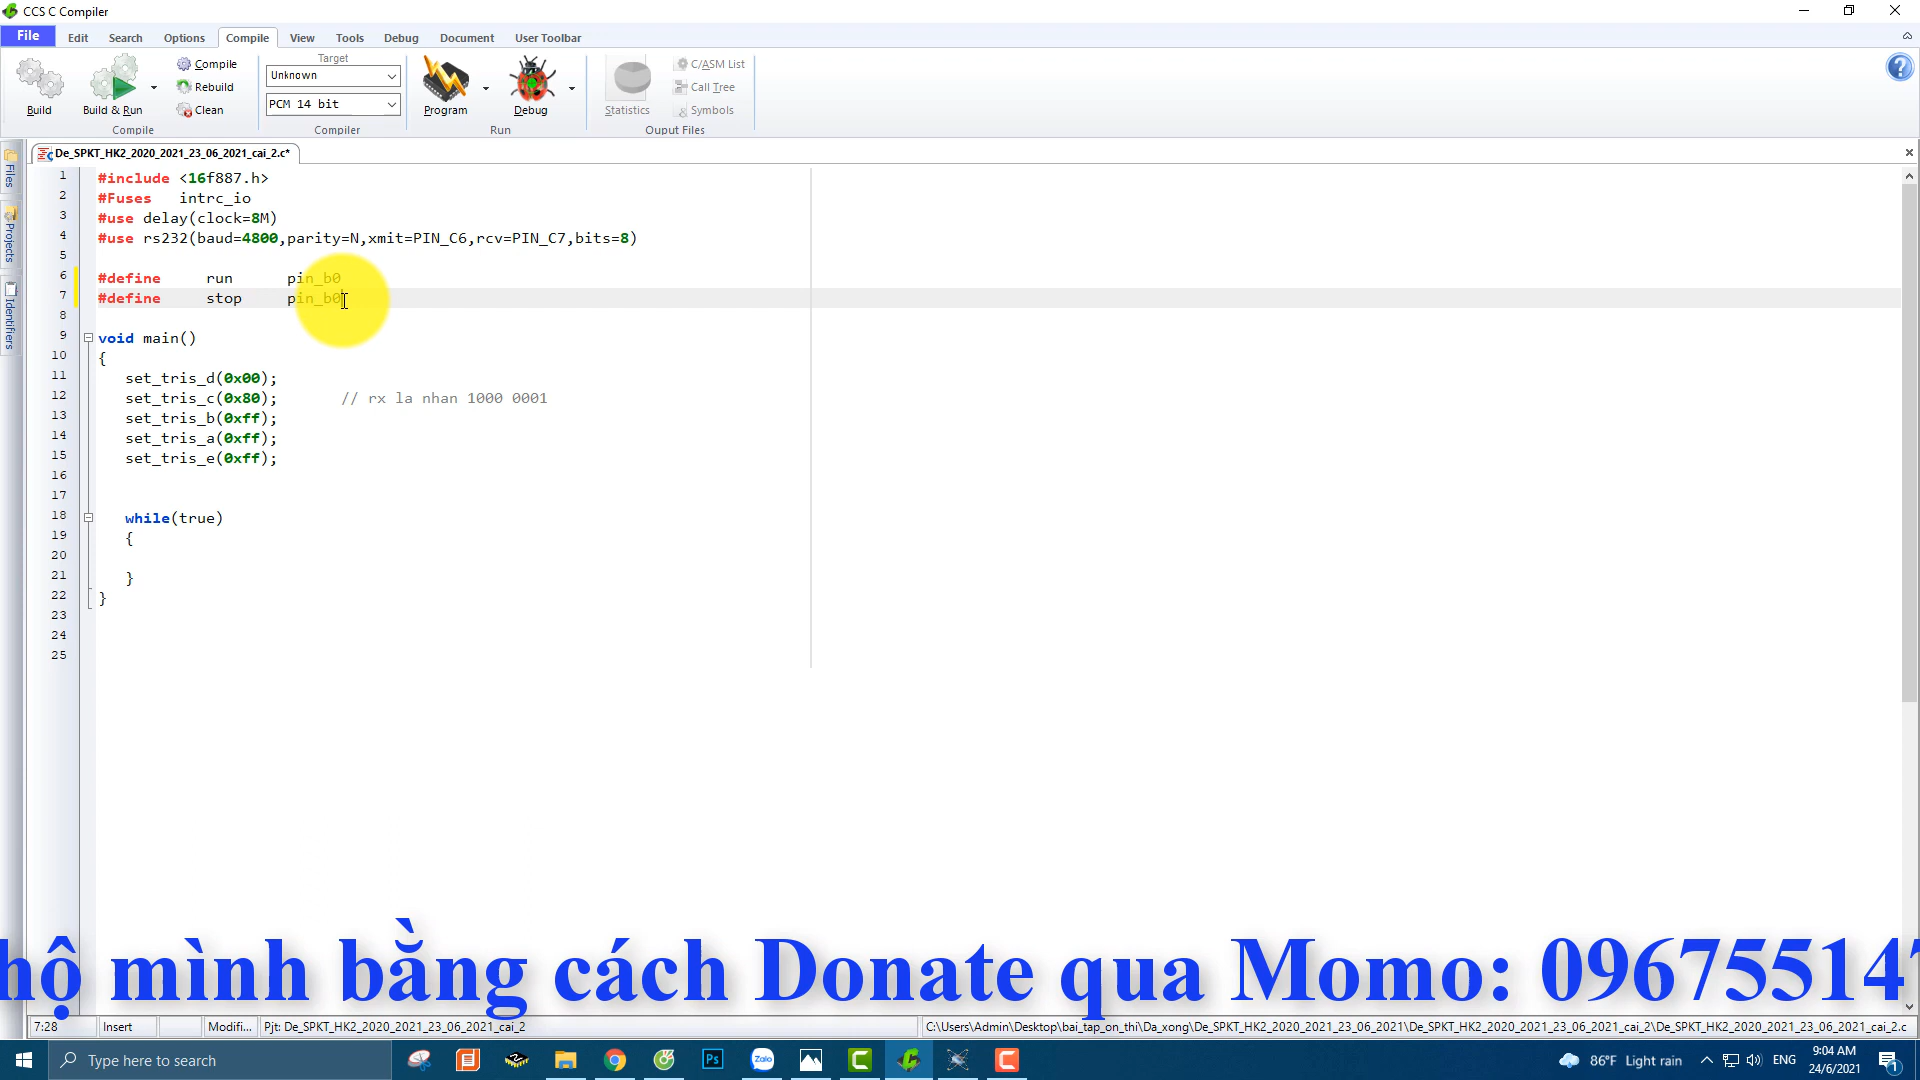 CCS C Compiler
File Edit Search Options Compile View Tools Debug Document User Toolbar
Build
Build & Run
Compile
Rebuild
Clean
Compile
Target
Unknown
PCM 14 bit
Compiler
Program
Debug
Run
Statistics
C/ASM List
Call Tree
Symbols
Ouput Files
Files
Projects
Identifiers
De_SPKT_HK2_2020_2021_23_06_2021_cai_2.c*
1 #include <16f887.h>
2 #Fuses intrc_io
3 #use delay(clock=8M)
4 #use rs232(baud=4800,parity=N,xmit=PIN_C6,rcv=PIN_C7,bits=8)
5
6 #define run pin_b0
7 #define stop pin_b0
8
9 void main()
10 {
11 set_tris_d(0x00);
12 set_tris_c(0x80); // rx la nhan 1000 0001
13 set_tris_b(0xff);
14 set_tris_a(0xff);
15 set_tris_e(0xff);
16
17
18 while(true)
19 {
20
21 }
22 }
23
24
25
hộ mình bằng cách Donate qua Momo: 096755147
7:28 Insert Modifi... Pjt: De_SPKT_HK2_2020_2021_23_06_2021_cai_2 C:\Users\Admin\Desktop\bai_tap_on_thi\Da_xong\De_SPKT_HK2_2020_2021_23_06_2021\De_SPKT_HK2_2020_2021_23_06_2021_cai_2\De_SPKT_HK2_2020_2021_23_06_2021_cai_2.c
Type here to search
Ps
Zalo
86°F Light rain
ENG
9:04 AM
24/6/2021
1